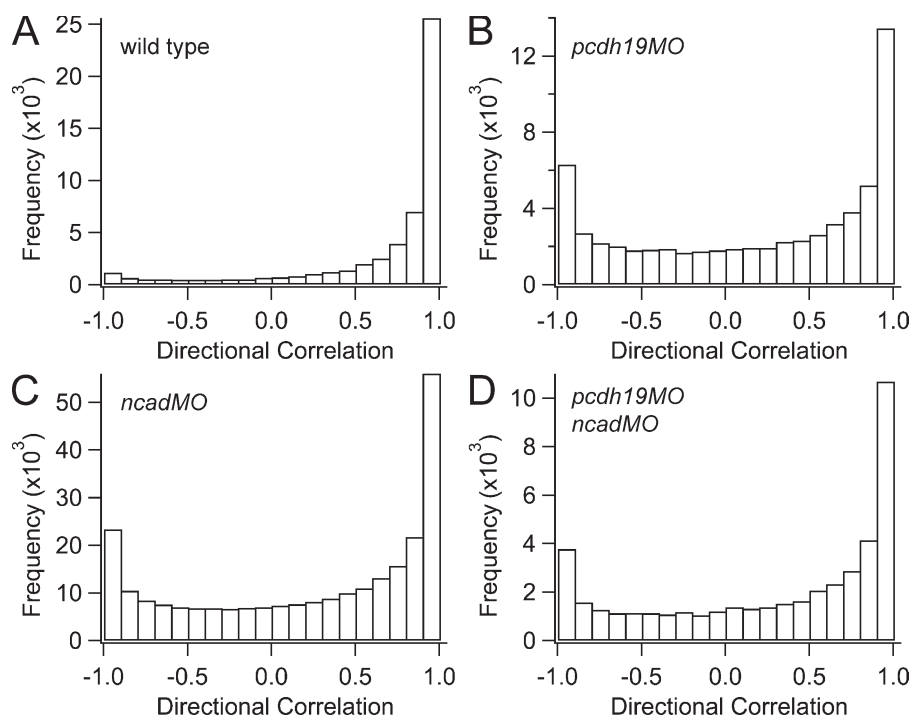 A
wild type
25
20
15
10
5
0
Frequency (x10³)
-1.0 -0.5 0.0 0.5 1.0
Directional Correlation
B
pcdh19MO
12
8
4
0
Frequency (x10³)
-1.0 -0.5 0.0 0.5 1.0
Directional Correlation
C
ncadMO
50
40
30
20
10
0
Frequency (x10³)
-1.0 -0.5 0.0 0.5 1.0
Directional Correlation
D
pcdh19MO
ncadMO
10
8
6
4
2
0
Frequency (x10³)
-1.0 -0.5 0.0 0.5 1.0
Directional Correlation